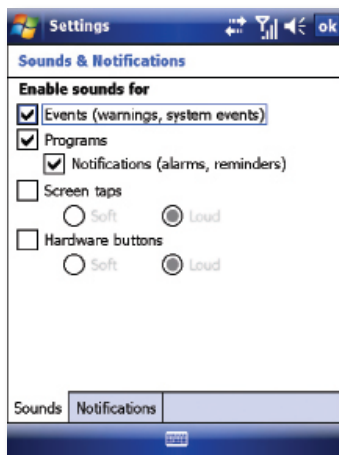 Settings
ok
Sounds & Notifications
Enable sounds for
Events (warnings, system events)
Programs
Notifications (alarms, reminders)
Screen taps
Soft Loud
Hardware buttons
Soft Loud
Sounds Notifications